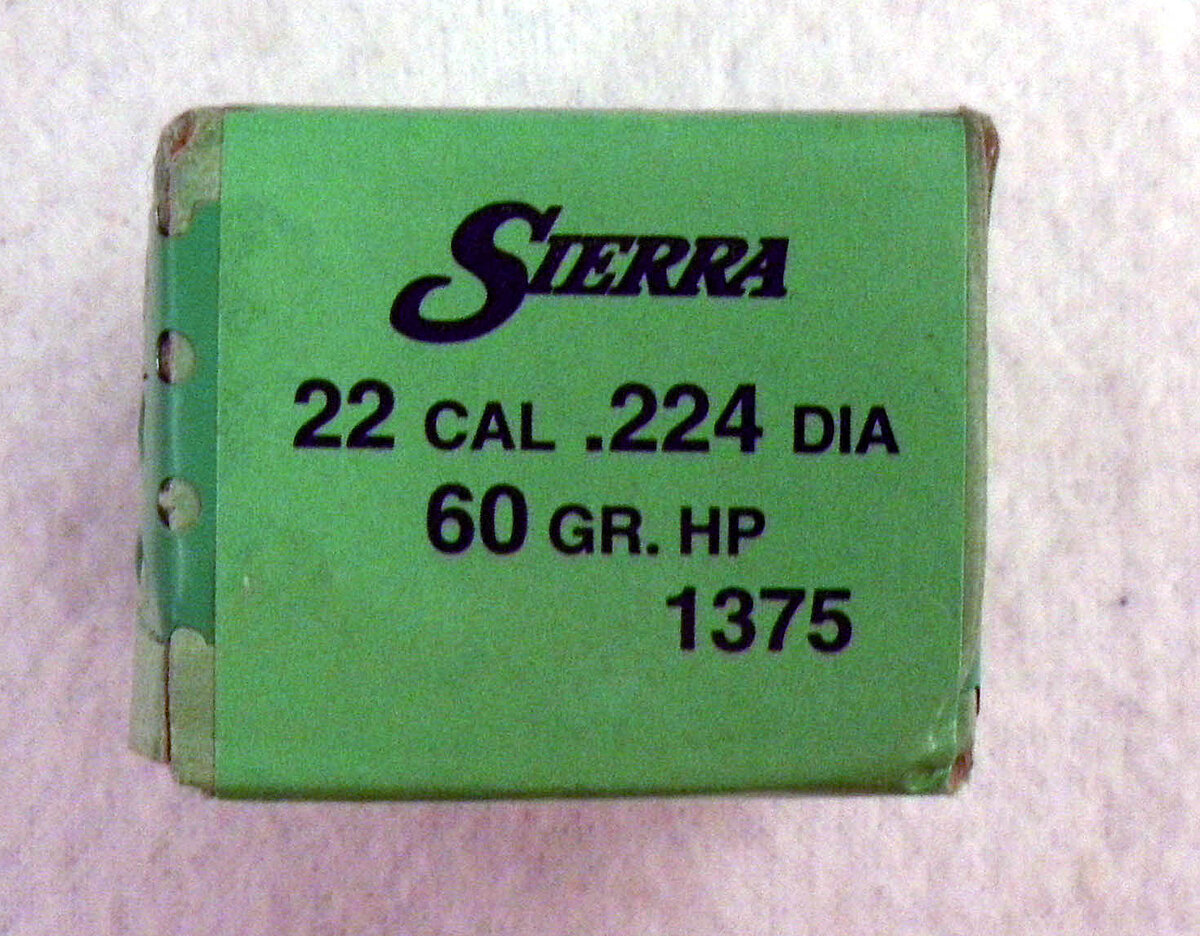 SIERRA
22 CAL .224 DIA
60 GR. HP
1375